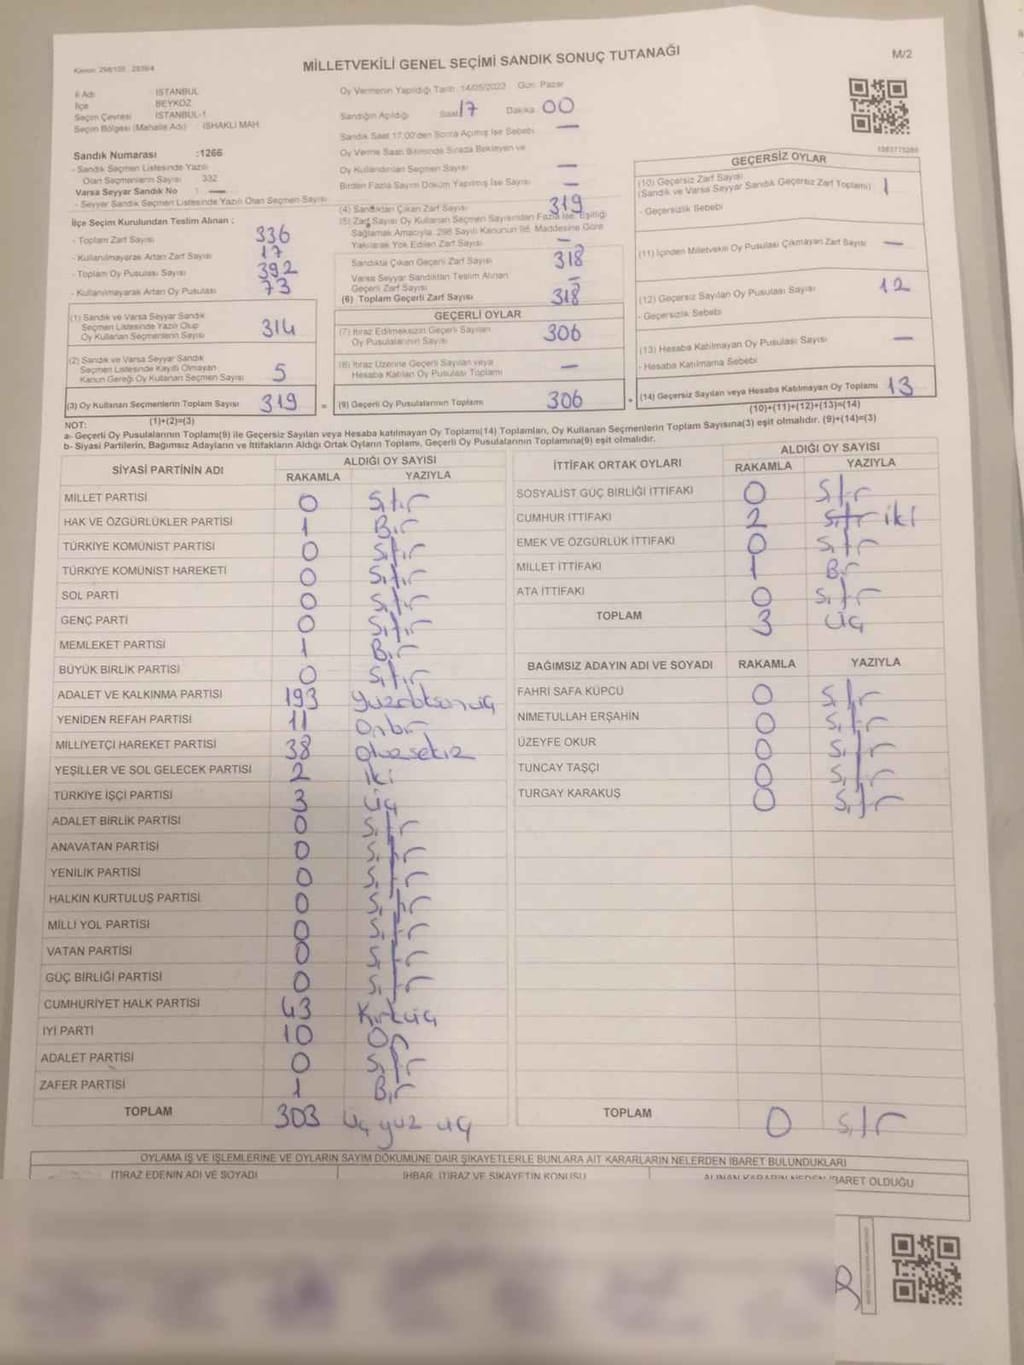 MİLLETVEKİLİ GENEL SEÇİMİ SANDIK SONUÇ TUTANAĞI
M/2
İli Adı İSTANBUL
İlçe BEYKOZ
Seçim Çevresi İSTANBUL-1
Seçim Bölgesi (Mahalle Adı) İSHAKLI MAH.
Sandık Numarası :1266
- Sandık Seçmen Listesinde Yazılı
Olan Seçmenlerin Sayısı 332
Varsa Seyyar Sandık No : —
- Seyyar Sandık Seçmen Listesinde Yazılı Olan Seçmen Sayısı
İlçe Seçim Kurulundan Teslim Alınan :
- Toplam Zarf Sayısı 336
- Kullanılmayarak Artan Zarf Sayısı 17
- Toplam Oy Pusulası Sayısı 392
- Kullanılmayarak Artan Oy Pusulası 73
(1) Sandık ve Varsa Seyyar Sandık
Seçmen Listesinde Yazılı Olup
Oy Kullanan Seçmenlerin Sayısı 314
(2) Sandık ve Varsa Seyyar Sandık
Seçmen Listesinde Kayıtlı Olmayan
Kanun Gereği Oy Kullanan Seçmen Sayısı 5
(3) Oy Kullanan Seçmenlerin Toplam Sayısı 319
(1)+(2)=(3)
Oy Vermenin Yapıldığı Tarih: 14/05/2023 Gün: Pazar
Sandığın Açıldığı Saat 17 Dakika 00
Sandık Saat 17:00'den Sonra Açılmış İse Sebebi —
Oy Verme Saati Bitiminde Sırada Bekleyen ve
Oy Kullandırılan Seçmen Sayısı —
Birden Fazla Sayım Döküm Yapılmış İse Sayısı —
(4) Sandıktan Çıkan Zarf Sayısı 319
(5) Zarf Sayısı Oy Kullanan Seçmen Sayısından Fazla İse, Eşitliği
Sağlamak Amacıyla, 298 Sayılı Kanunun 98. Maddesine Göre
Yakılarak Yok Edilen Zarf Sayısı —
Sandıkta Çıkan Geçerli Zarf Sayısı 318
Varsa Seyyar Sandıktan Teslim Alınan
Geçerli Zarf Sayısı —
(6) Toplam Geçerli Zarf Sayısı 318
GEÇERLİ OYLAR
(7) İtiraz Edilmeksizin Geçerli Sayılan
Oy Pusulalarının Sayısı 306
(8) İtiraz Üzerine Geçerli Sayılan veya
Hesaba Katılan Oy Pusulası Toplamı —
= (9) Geçerli Oy Pusulalarının Toplamı 306
GEÇERSİZ OYLAR
(10) Geçersiz Zarf Sayısı 1
(Sandık ve Varsa Seyyar Sandık Geçersiz Zarf Toplamı)
- Geçersizlik Sebebi
(11) İçinden Milletvekili Oy Pusulası Çıkmayan Zarf Sayısı —
(12) Geçersiz Sayılan Oy Pusulası Sayısı 12
- Geçersizlik Sebebi
(13) Hesaba Katılmayan Oy Pusulası Sayısı —
- Hesaba Katılmama Sebebi
+ (14) Geçersiz Sayılan veya Hesaba Katılmayan Oy Toplamı 13
(10)+(11)+(12)+(13)=(14)
NOT:
a- Geçerli Oy Pusulalarının Toplamı(9) ile Geçersiz Sayılan veya Hesaba katılmayan Oy Toplamı(14) Toplamları, Oy Kullanan Seçmenlerin Toplam Sayısına(3) eşit olmalıdır. (9)+(14)=(3)
b- Siyasi Partilerin, Bağımsız Adayların ve İttifakların Aldığı Ortak Oyların Toplamı, Geçerli Oy Pusulalarının Toplamına(9) eşit olmalıdır.
SİYASİ PARTİNİN ADI ALDIĞI OY SAYISI
RAKAMLA YAZIYLA
MİLLET PARTİSİ 0 Sıfır
HAK VE ÖZGÜRLÜKLER PARTİSİ 1 Bir
TÜRKİYE KOMÜNİST PARTİSİ 0 Sıfır
TÜRKİYE KOMÜNİST HAREKETİ 0 Sıfır
SOL PARTİ 0 Sıfır
GENÇ PARTİ 0 Sıfır
MEMLEKET PARTİSİ 1 Bir
BÜYÜK BİRLİK PARTİSİ 0 Sıfır
ADALET VE KALKINMA PARTİSİ 193
YENİDEN REFAH PARTİSİ 11 Onbir
MİLLİYETÇİ HAREKET PARTİSİ 38 Otuzsekiz
YEŞİLLER VE SOL GELECEK PARTİSİ 2 iki
TÜRKİYE İŞÇİ PARTİSİ 3 Üç
ADALET BİRLİK PARTİSİ 0 Sıfır
ANAVATAN PARTİSİ 0 Sıfır
YENİLİK PARTİSİ 0 Sıfır
HALKIN KURTULUŞ PARTİSİ 0 Sıfır
MİLLİ YOL PARTİSİ 0 Sıfır
VATAN PARTİSİ 0 Sıfır
GÜÇ BİRLİĞİ PARTİSİ 0 Sıfır
CUMHURİYET HALK PARTİSİ 43 Kırküç
İYİ PARTİ 10 On
ADALET PARTİSİ 0 Sıfır
ZAFER PARTİSİ 1 Bir
TOPLAM 303 üç yüz üç
İTTİFAK ORTAK OYLARI ALDIĞI OY SAYISI
RAKAMLA YAZIYLA
SOSYALİST GÜÇ BİRLİĞİ İTTİFAKI 0 Sıfır
CUMHUR İTTİFAKI 2 Sıfır iki
EMEK VE ÖZGÜRLÜK İTTİFAKI 0 Sıfır
MİLLET İTTİFAKI 1 Bir
ATA İTTİFAKI 0 Sıfır
TOPLAM 3 üç
BAĞIMSIZ ADAYIN ADI VE SOYADI RAKAMLA YAZIYLA
FAHRİ SAFA KÜPCÜ 0 Sıfır
NİMETULLAH ERŞAHİN 0 Sıfır
ÜZEYFE OKUR 0 Sıfır
TUNCAY TAŞÇI 0 Sıfır
TURGAY KARAKUŞ 0 Sıfır
TOPLAM 0 Sıfır
OYLAMA İŞ VE İŞLEMLERİNE VE OYLARIN SAYIM DÖKÜMÜNE DAİR ŞİKAYETLERLE BUNLARA AİT KARARLARIN NELERDEN İBARET BULUNDUKLARI
İTİRAZ EDENİN ADI VE SOYADI İHBAR, İTİRAZ VE ŞİKAYETİN KONUSU ALINAN KARARIN NEDEN İBARET OLDUĞU